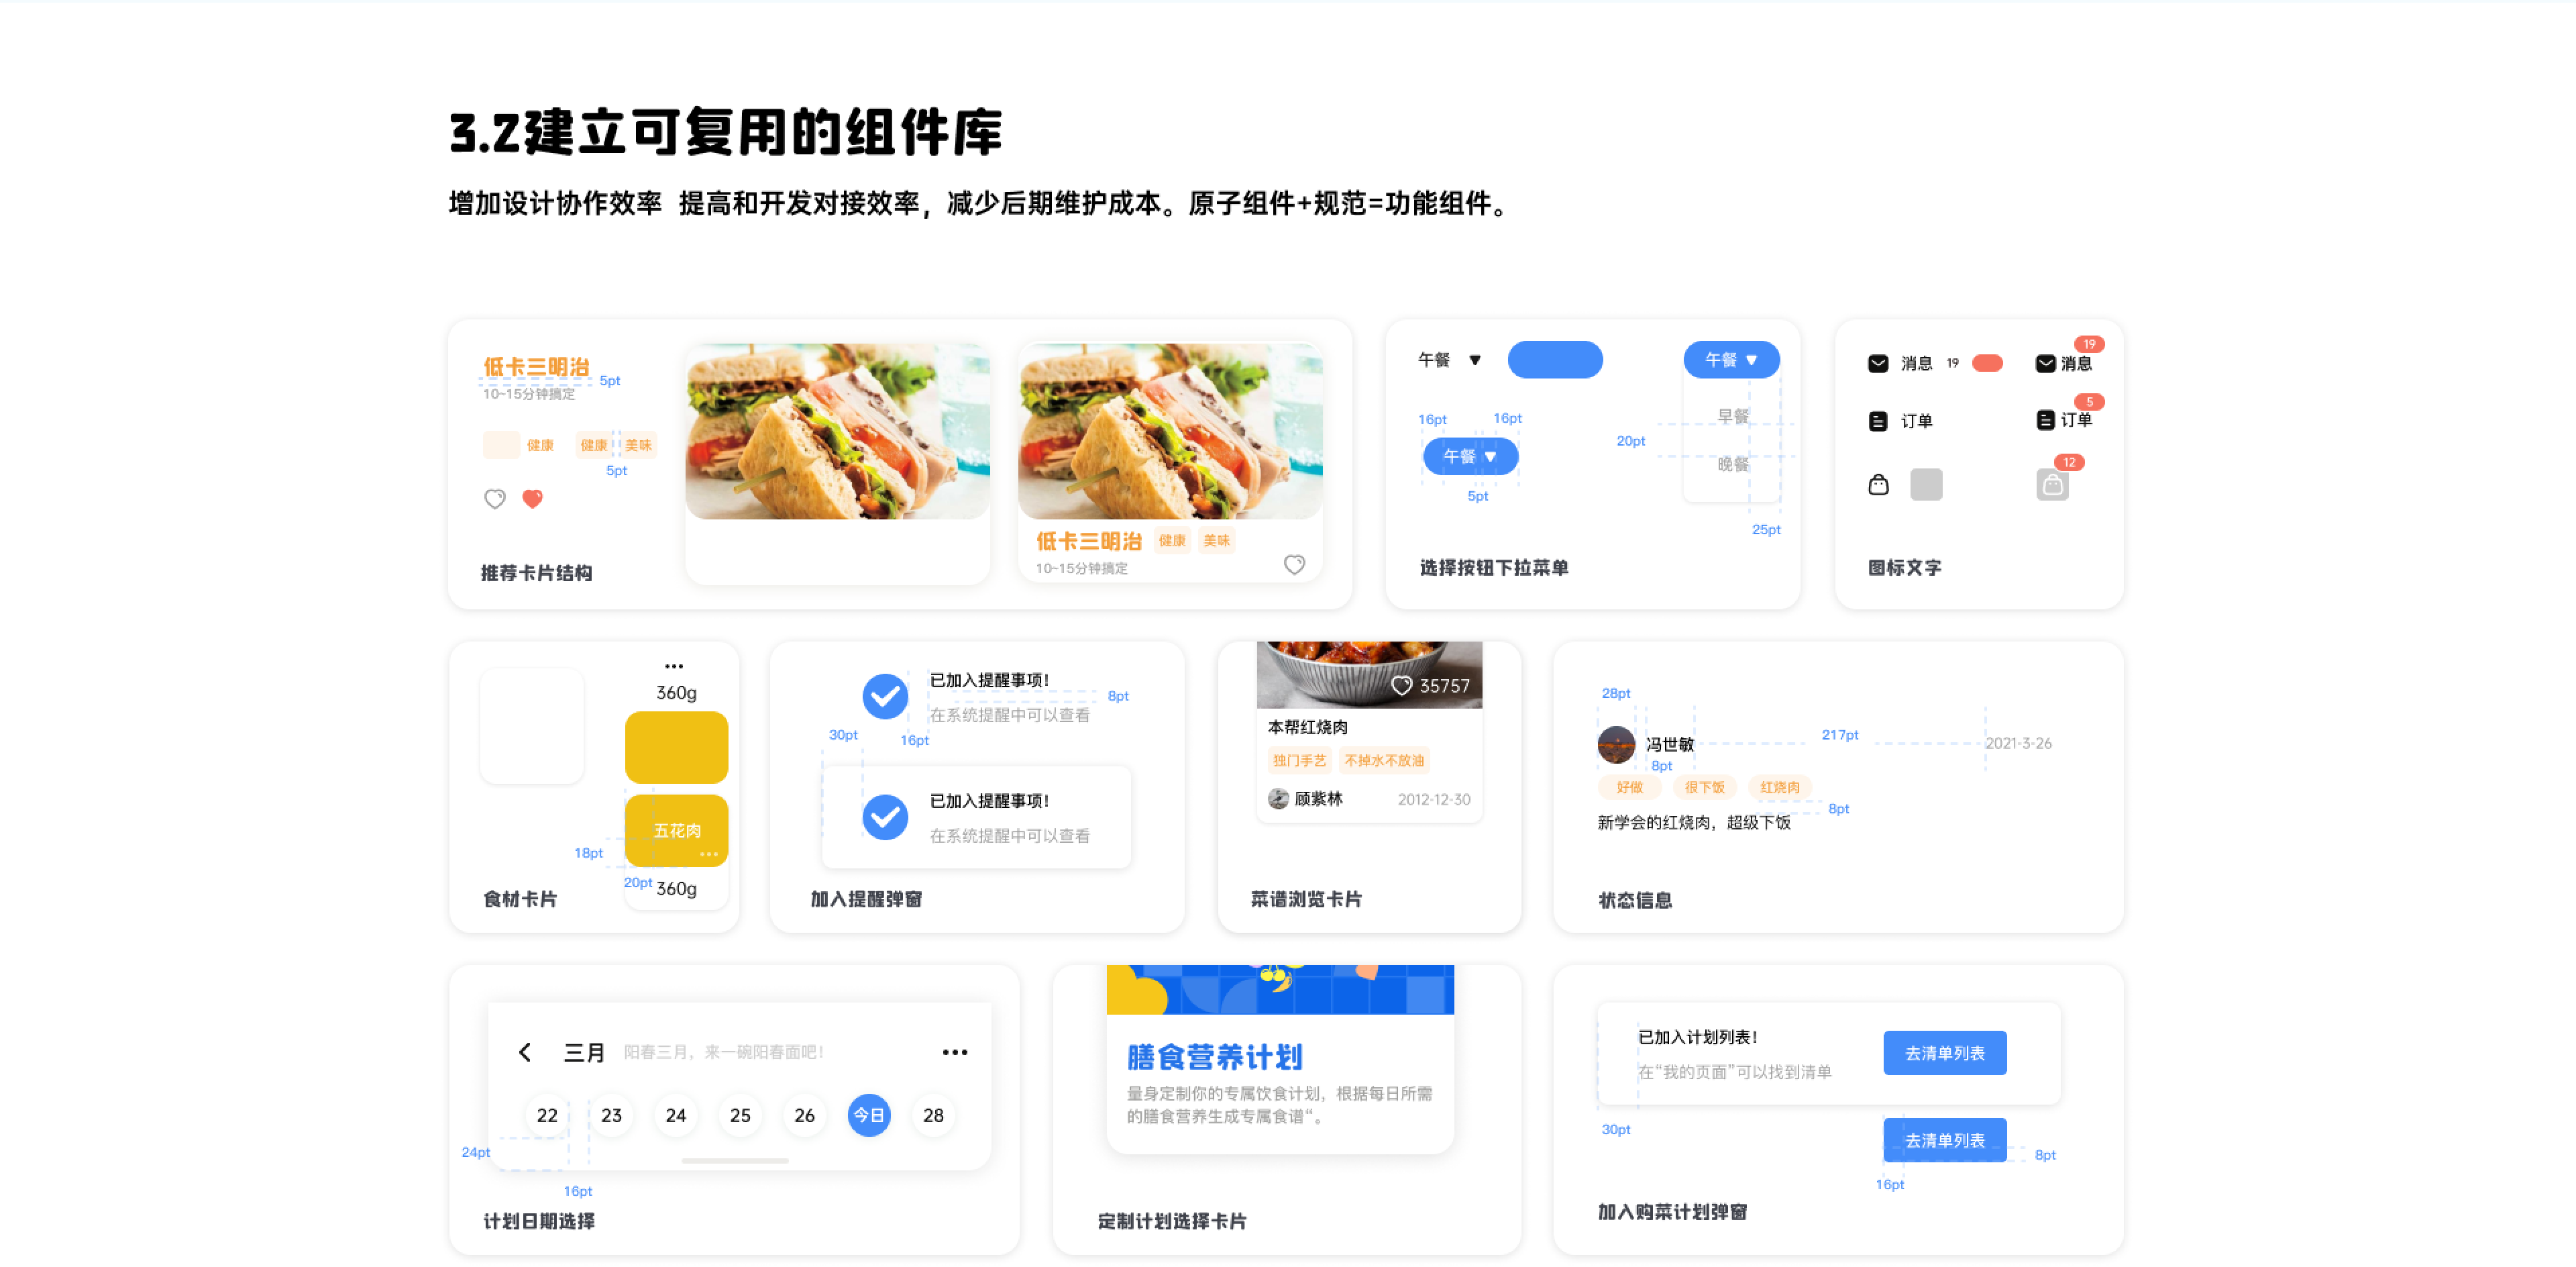 3.2建立可复用的组件库
增加设计协作效率 提高和开发对接效率，减少后期维护成本。原子组件+规范=功能组件。
低卡三明治
5pt
10~15分钟搞定
健康 健康 美味
5pt
低卡三明治 健康 美味
10~15分钟搞定
推荐卡片结构
午餐 ▼
午餐 ▼
16pt 16pt
早餐
20pt
午餐 ▼
晚餐
5pt
25pt
选择按钮下拉菜单
消息 19
19
消息
订单
5
订单
12
图标文字
360g
五花肉
18pt
20pt
360g
食材卡片
已加入提醒事项！
8pt
在系统提醒中可以查看
30pt
16pt
已加入提醒事项！
在系统提醒中可以查看
加入提醒弹窗
35757
本帮红烧肉
独门手艺 不掉水不放油
顾紫林 2012-12-30
菜谱浏览卡片
28pt
217pt
冯世敏 2021-3-26
8pt
好做 很下饭 红烧肉
8pt
新学会的红烧肉，超级下饭
状态信息
三月 阳春三月，来一碗阳春面吧！
22 23 24 25 26 今日 28
24pt
16pt
计划日期选择
膳食营养计划
量身定制你的专属饮食计划，根据每日所需
的膳食营养生成专属食谱“。
定制计划选择卡片
已加入计划列表！
去清单列表
在“我的页面”可以找到清单
30pt
去清单列表
8pt
16pt
加入购菜计划弹窗